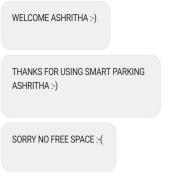 WELCOME ASHRITHA :-)
THANKS FOR USING SMART PARKING
ASHRITHA :-)
SORRY NO FREE SPACE :-(